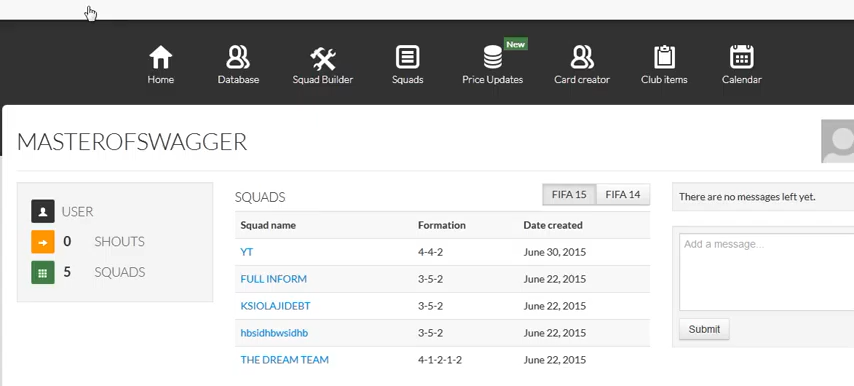 New
Home Database Squad Builder Squads Price Updates Card creator Club items Calendar
MASTEROFSWAGGER
USER
0 SHOUTS
5 SQUADS
SQUADS
FIFA 15 FIFA 14
Squad name Formation Date created
YT 4-4-2 June 30, 2015
FULL INFORM 3-5-2 June 22, 2015
KSIOLAJIDEBT 3-5-2 June 22, 2015
hbsidhbwsidhb 3-5-2 June 22, 2015
THE DREAM TEAM 4-1-2-1-2 June 22, 2015
There are no messages left yet.
Add a message...
Submit